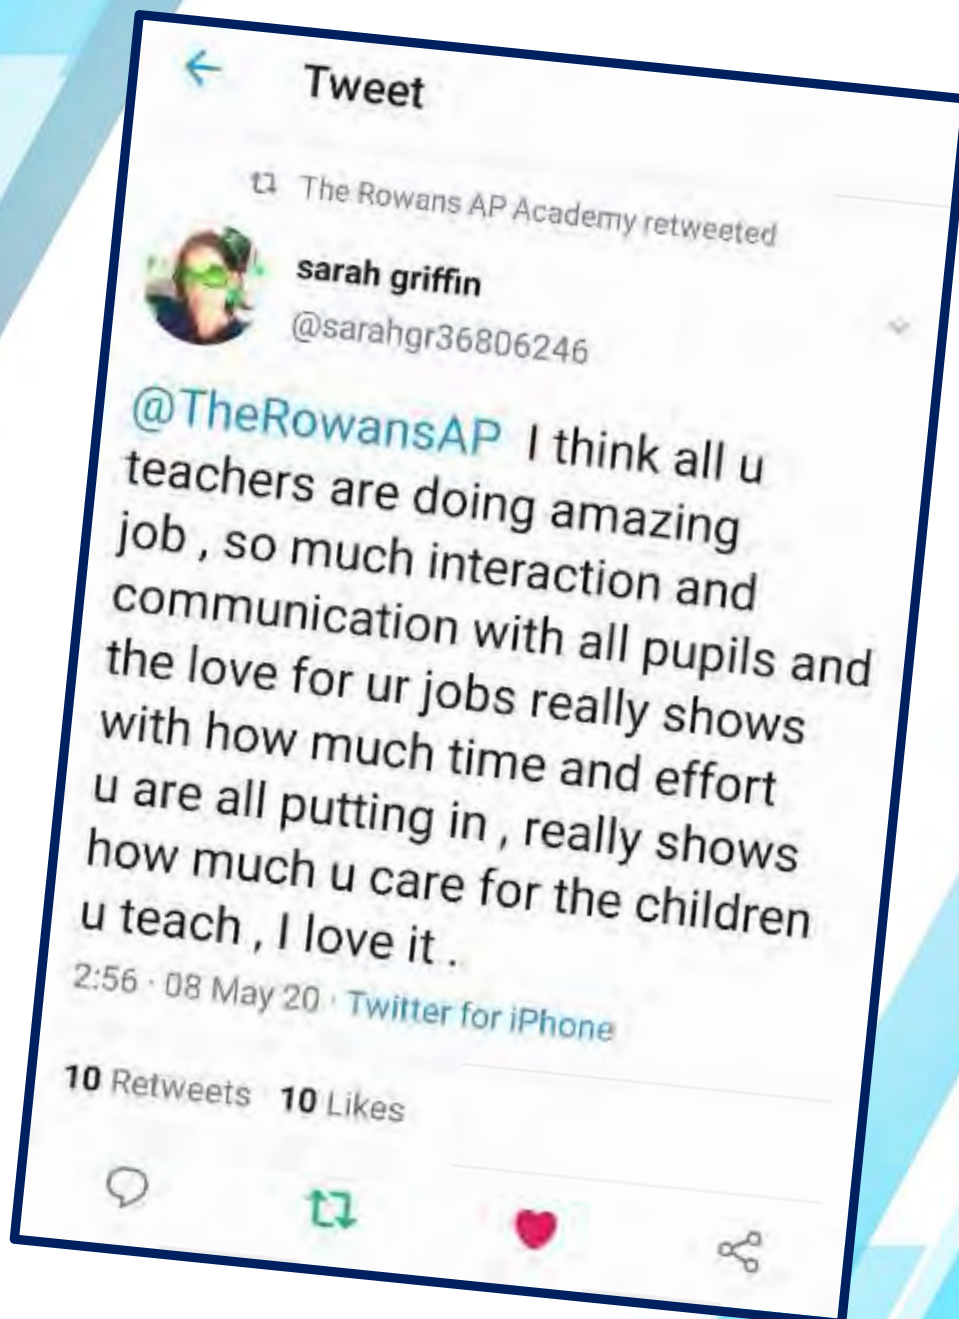 Tweet
The Rowans AP Academy retweeted
sarah griffin
@sarahgr36806246
@TheRowansAP I think all u
teachers are doing amazing
job , so much interaction and
communication with all pupils and
the love for ur jobs really shows
with how much time and effort
u are all putting in , really shows
how much u care for the children
u teach , I love it .
2:56 · 08 May 20 · Twitter for iPhone
10 Retweets 10 Likes